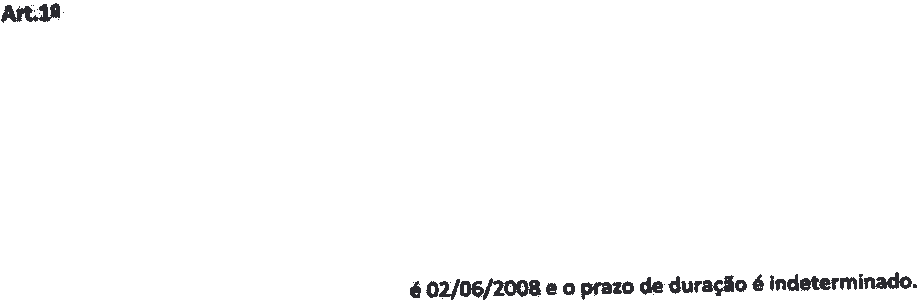 Art.1º
é 02/06/2008 e o prazo de duração é indeterminado.